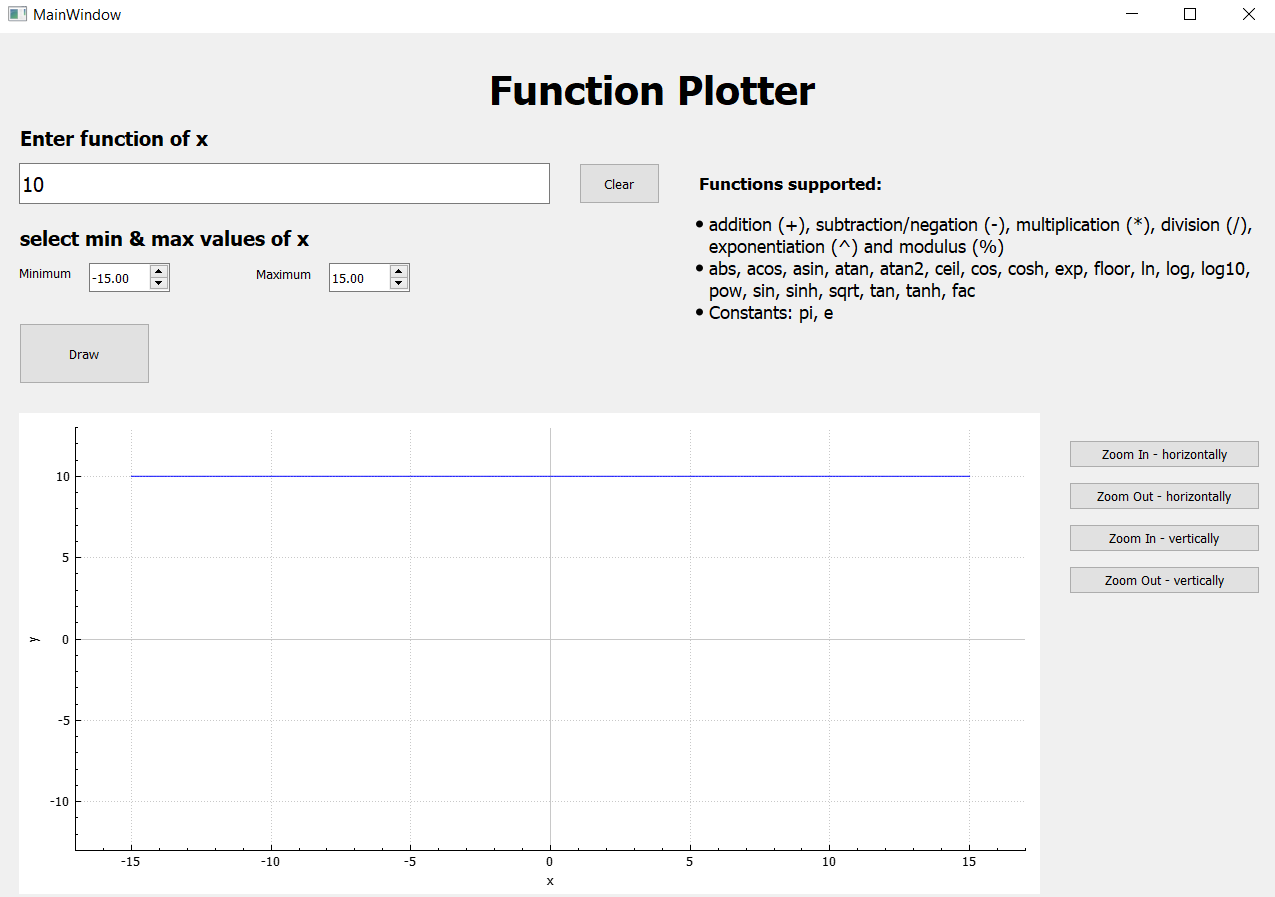 MainWindow
Function Plotter
Enter function of x
10
Clear
Functions supported:
• addition (+), subtraction/negation (-), multiplication (*), division (/),
exponentiation (^) and modulus (%)
• abs, acos, asin, atan, atan2, ceil, cos, cosh, exp, floor, ln, log, log10,
pow, sin, sinh, sqrt, tan, tanh, fac
• Constants: pi, e
select min & max values of x
Minimum
-15.00
Maximum
15.00
Draw
10
5
0
-5
-10
y
-15 -10 -5 0 5 10 15
x
Zoom In - horizontally
Zoom Out - horizontally
Zoom In - vertically
Zoom Out - vertically